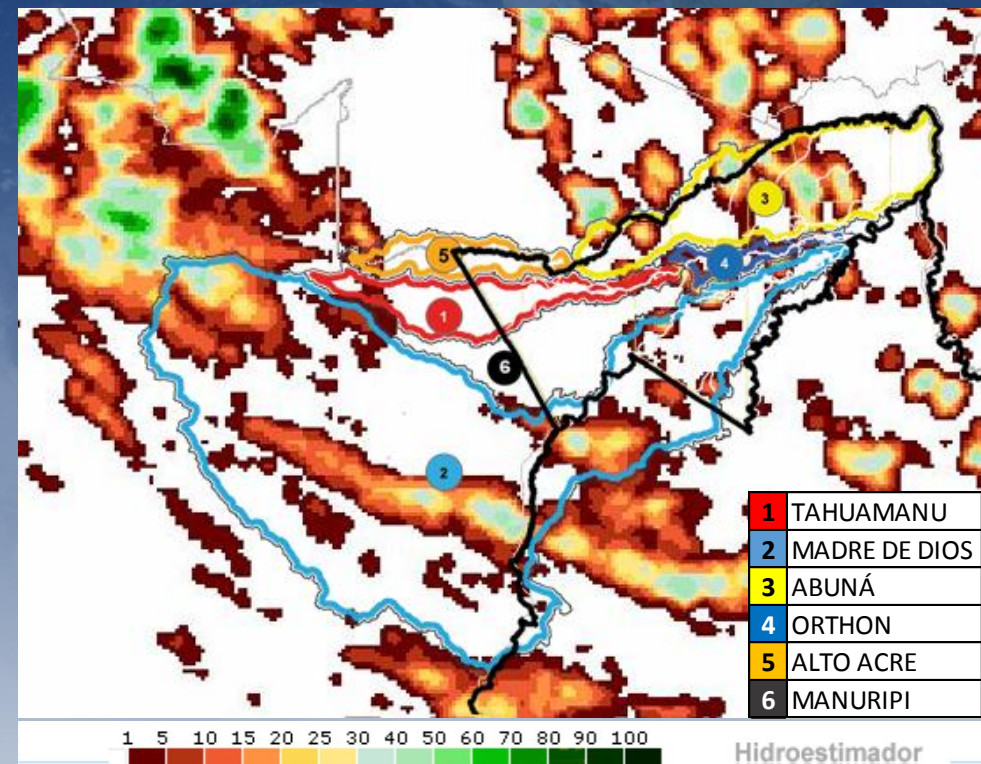 3
5
4
1
6
2
1 TAHUAMANU
2 MADRE DE DIOS
3 ABUNÁ
4 ORTHON
5 ALTO ACRE
6 MANURIPI
1 5 10 15 20 25 30 40 50 60 70 80 90 100
Hidroestimador